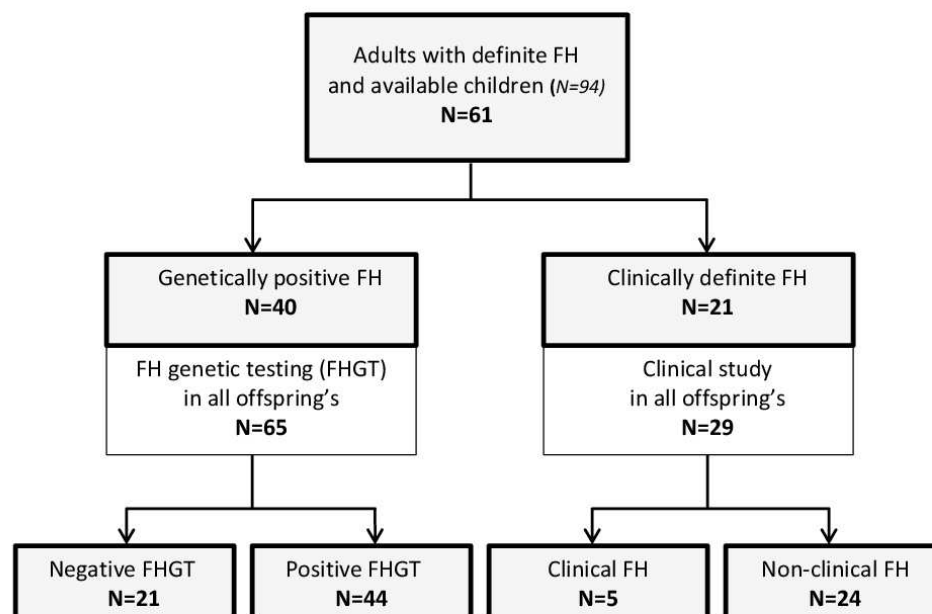 Adults with definite FH
and available children (N=94)
N=61
Genetically positive FH
N=40
Clinically definite FH
N=21
FH genetic testing (FHGT)
in all offspring’s
N=65
Clinical study
in all offspring’s
N=29
Negative FHGT
N=21
Positive FHGT
N=44
Clinical FH
N=5
Non-clinical FH
N=24